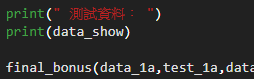 print(" 測試資料： ")
print(data_show)
final_bonus(data_1a,test_1a,data